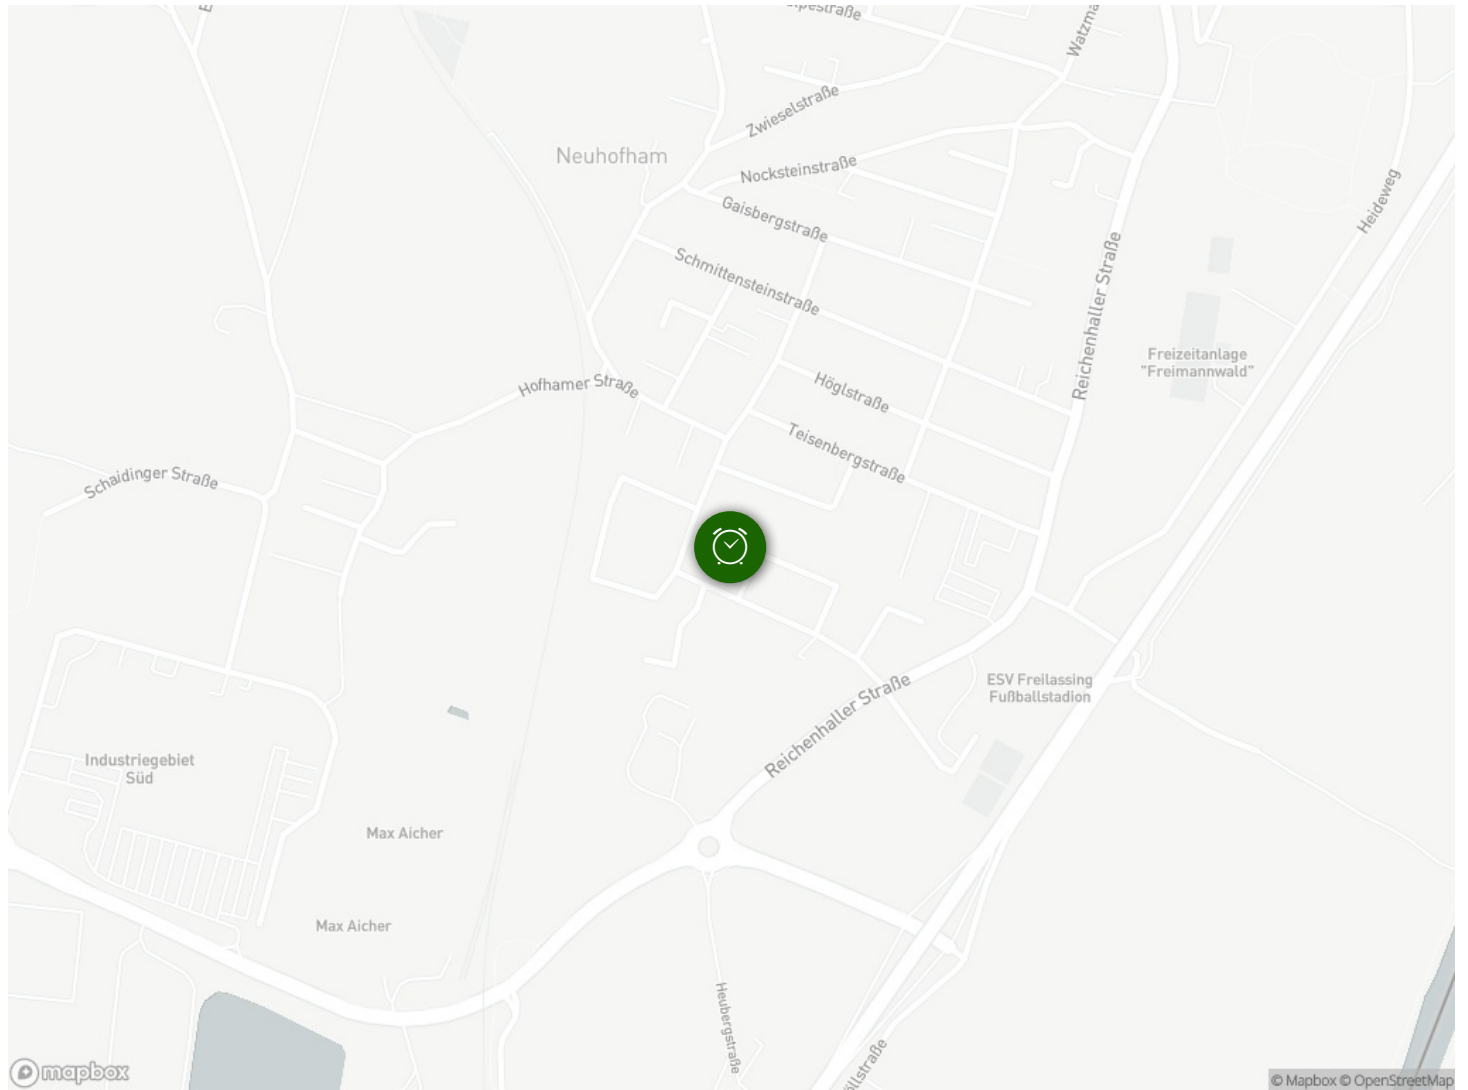 Watzma
Zwieselstraße
Neuhofham
Nocksteinstraße
Heideweg
Gaisbergstraße
Schmittensteinstraße
Reichenhaller Straße
Freizeitanlage
"Freimannwald"
Höglstraße
Hofhamer Straße
Teisenbergstraße
Schaidinger Straße
ESV Freilassing
Fußballstadion
Reichenhaller Straße
Industriegebiet
Süd
Max Aicher
Max Aicher
Heubergstraße
mapbox
© Mapbox © OpenStreetMap